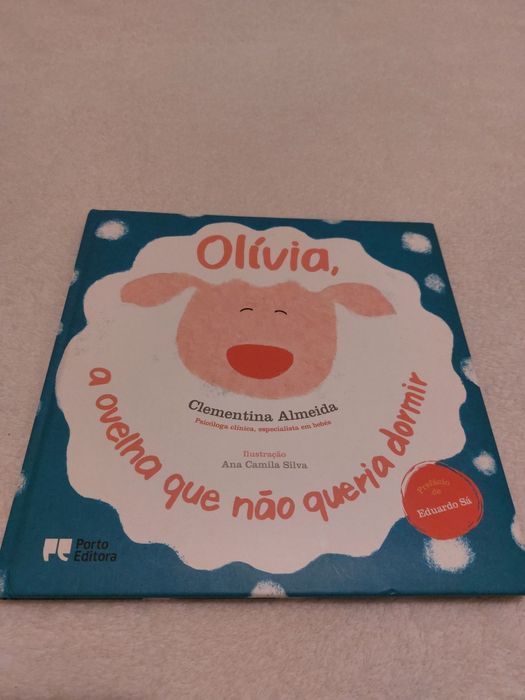 Olívia,
a ovelha que não queria dormir
Clementina Almeida
Psicóloga clínica, especialista em bebés
Ilustração
Ana Camila Silva
Prefácio
de
Eduardo Sá
Porto
Editora